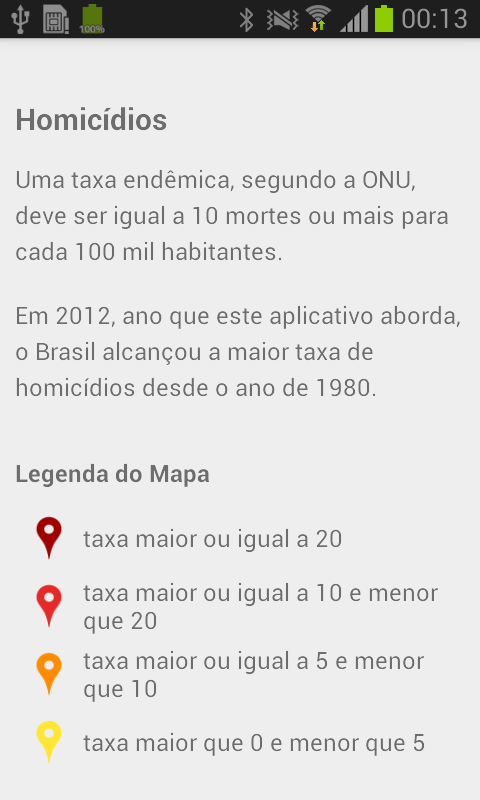 100%
00:13
Homicídios
Uma taxa endêmica, segundo a ONU,
deve ser igual a 10 mortes ou mais para
cada 100 mil habitantes.
Em 2012, ano que este aplicativo aborda,
o Brasil alcançou a maior taxa de
homicídios desde o ano de 1980.
Legenda do Mapa
taxa maior ou igual a 20
taxa maior ou igual a 10 e menor
que 20
taxa maior ou igual a 5 e menor
que 10
taxa maior que 0 e menor que 5